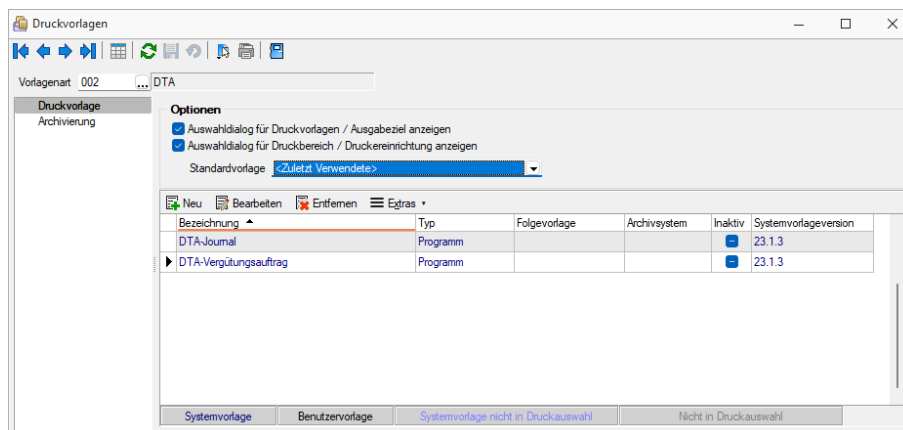 Druckvorlagen
Vorlagenart 002 ... DTA
Druckvorlage
Archivierung
Optionen
Auswahldialog für Druckvorlagen / Ausgabeziel anzeigen
Auswahldialog für Druckbereich / Druckereinrichtung anzeigen
Standardvorlage <Zuletzt Verwendete>
Neu Bearbeiten Entfernen Extras
Bezeichnung Typ Folgevorlage Archivsystem Inaktiv Systemvorlageversion
DTA-Journal Programm 23.1.3
DTA-Vergütungsauftrag Programm 23.1.3
Systemvorlage Benutzervorlage Systemvorlage nicht in Druckauswahl Nicht in Druckauswahl